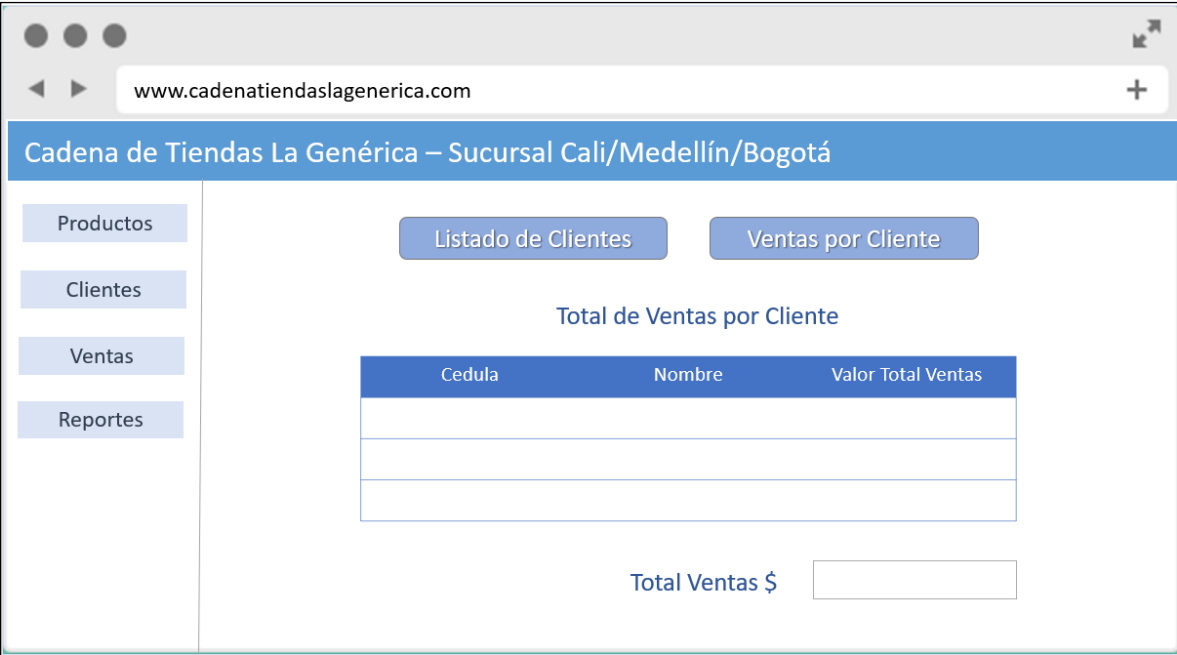 www.cadenatiendaslagenerica.com
Cadena de Tiendas La Genérica – Sucursal Cali/Medellín/Bogotá
Productos
Clientes
Ventas
Reportes
Listado de Clientes Ventas por Cliente
Total de Ventas por Cliente
Cedula Nombre Valor Total Ventas
Total Ventas $